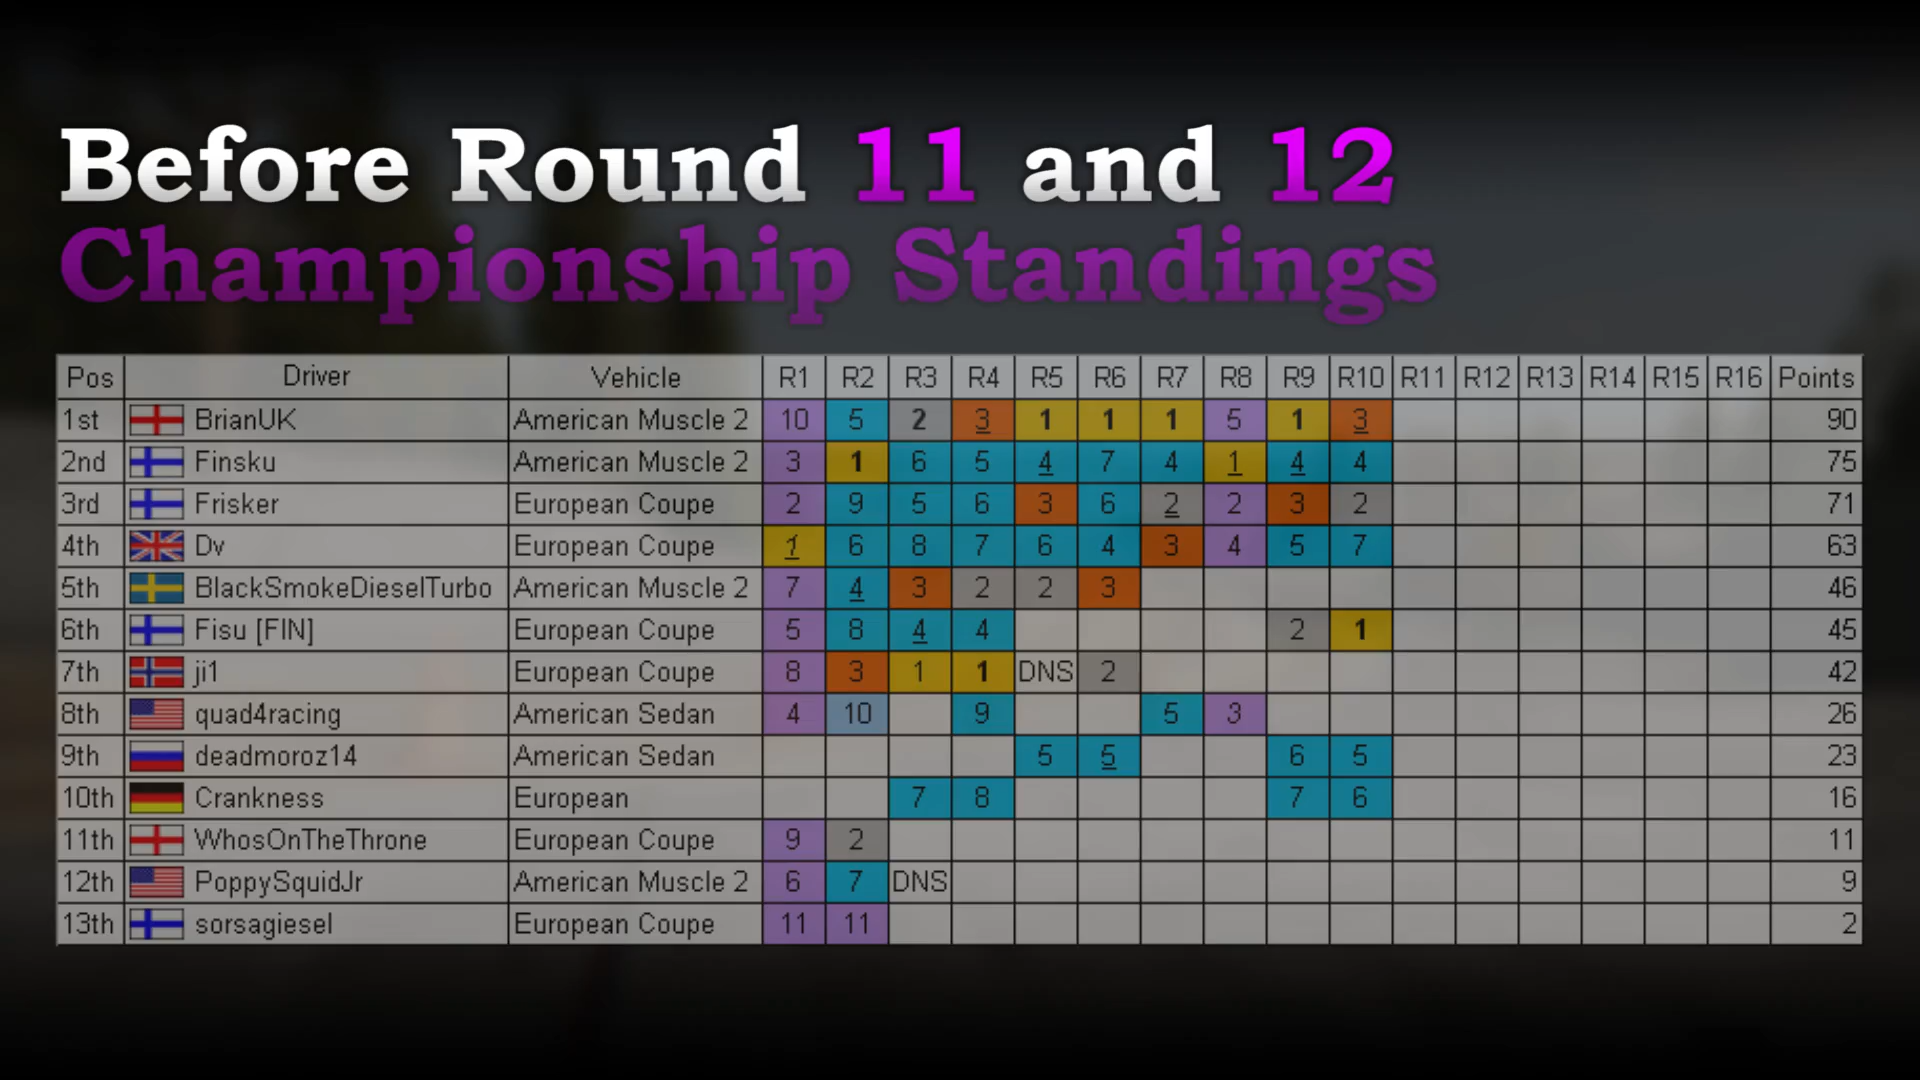 Before Round 11 and 12
Championship Standings
Pos Driver Vehicle R1 R2 R3 R4 R5 R6 R7 R8 R9 R10 R11 R12 R13 R14 R15 R16 Points
1st BrianUK American Muscle 2 10 5 2 3 1 1 1 5 1 3 90
2nd Finsku American Muscle 2 3 1 6 5 4 7 4 1 4 4 75
3rd Frisker European Coupe 2 9 5 6 3 6 2 2 3 2 71
4th Dv European Coupe 1 6 8 7 6 4 3 4 5 7 63
5th BlackSmokeDieselTurbo American Muscle 2 7 4 3 2 2 3 46
6th Fisu [FIN] European Coupe 5 8 4 4 2 1 45
7th ji1 European Coupe 8 3 1 1 DNS 2 42
8th quad4racing American Sedan 4 10 9 5 3 26
9th deadmoroz14 American Sedan 5 5 6 5 23
10th Crankness European 7 8 7 6 16
11th WhosOnTheThrone European Coupe 9 2 11
12th PoppySquidJr American Muscle 2 6 7 DNS 9
13th sorsagiesel European Coupe 11 11 2